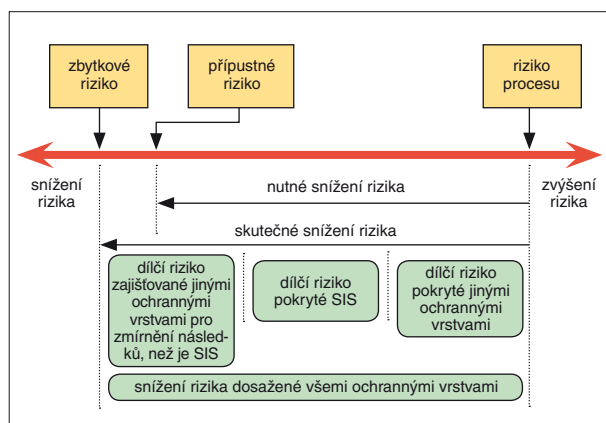 zbytkové
riziko
přípustné
riziko
riziko
procesu
snížení
rizika
nutné snížení rizika
zvýšení
rizika
skutečné snížení rizika
dílčí riziko
zajišťované jinými
ochrannými
vrstvami pro
zmírnění násled-
ků, než je SIS
dílčí riziko
pokryté SIS
dílčí riziko
pokryté jinými
ochrannými
vrstvami
snížení rizika dosažené všemi ochrannými vrstvami